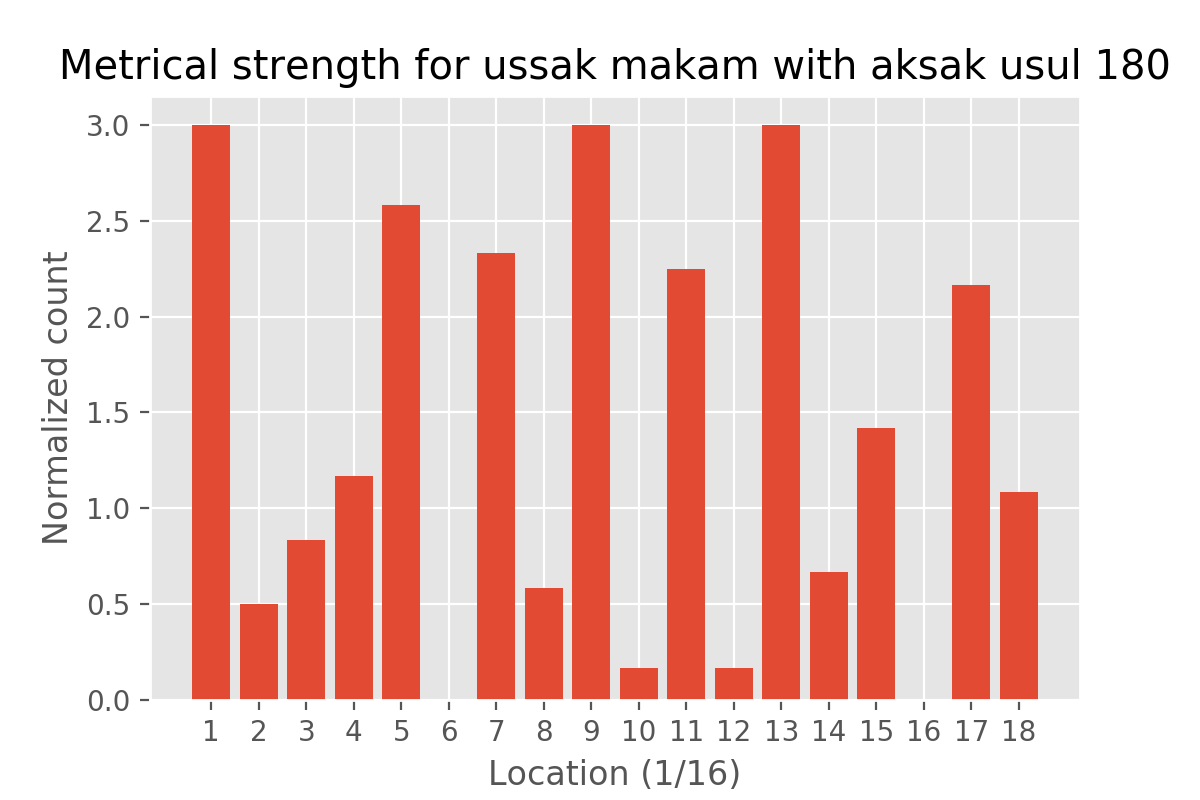 Metrical strength for ussak makam with aksak usul 180
3.0
2.5
2.0
1.5
1.0
0.5
0.0
Normalized count
1 2 3 4 5 6 7 8 9 10 11 12 13 14 15 16 17 18
Location (1/16)